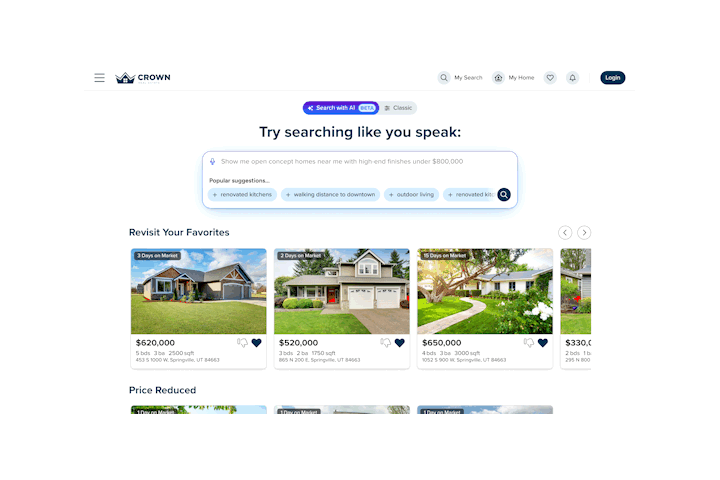 CROWN
My Search
My Home
Login
Search with AI BETA
Classic
Try searching like you speak:
Show me open concept homes near me with high-end finishes under $800,000
Popular suggestions...
+ renovated kitchens
+ walking distance to downtown
+ outdoor living
+ renovated kitc
Revisit Your Favorites
3 Days on Market
2 Days on Market
15 Days on Market
$620,000
5 bds 3 ba 2500 sqft
453 S 1000 W, Springville, UT 84663
$520,000
3 bds 2 ba 1750 sqft
865 N 200 E, Springville, UT 84663
$650,000
4 bds 3 ba 3000 sqft
1052 S 900 W, Springville, UT 84663
$330,0
2 bds 1 ba
295 N 800
Price Reduced
1 Day on Market
1 Day on Market
1 Day on Market